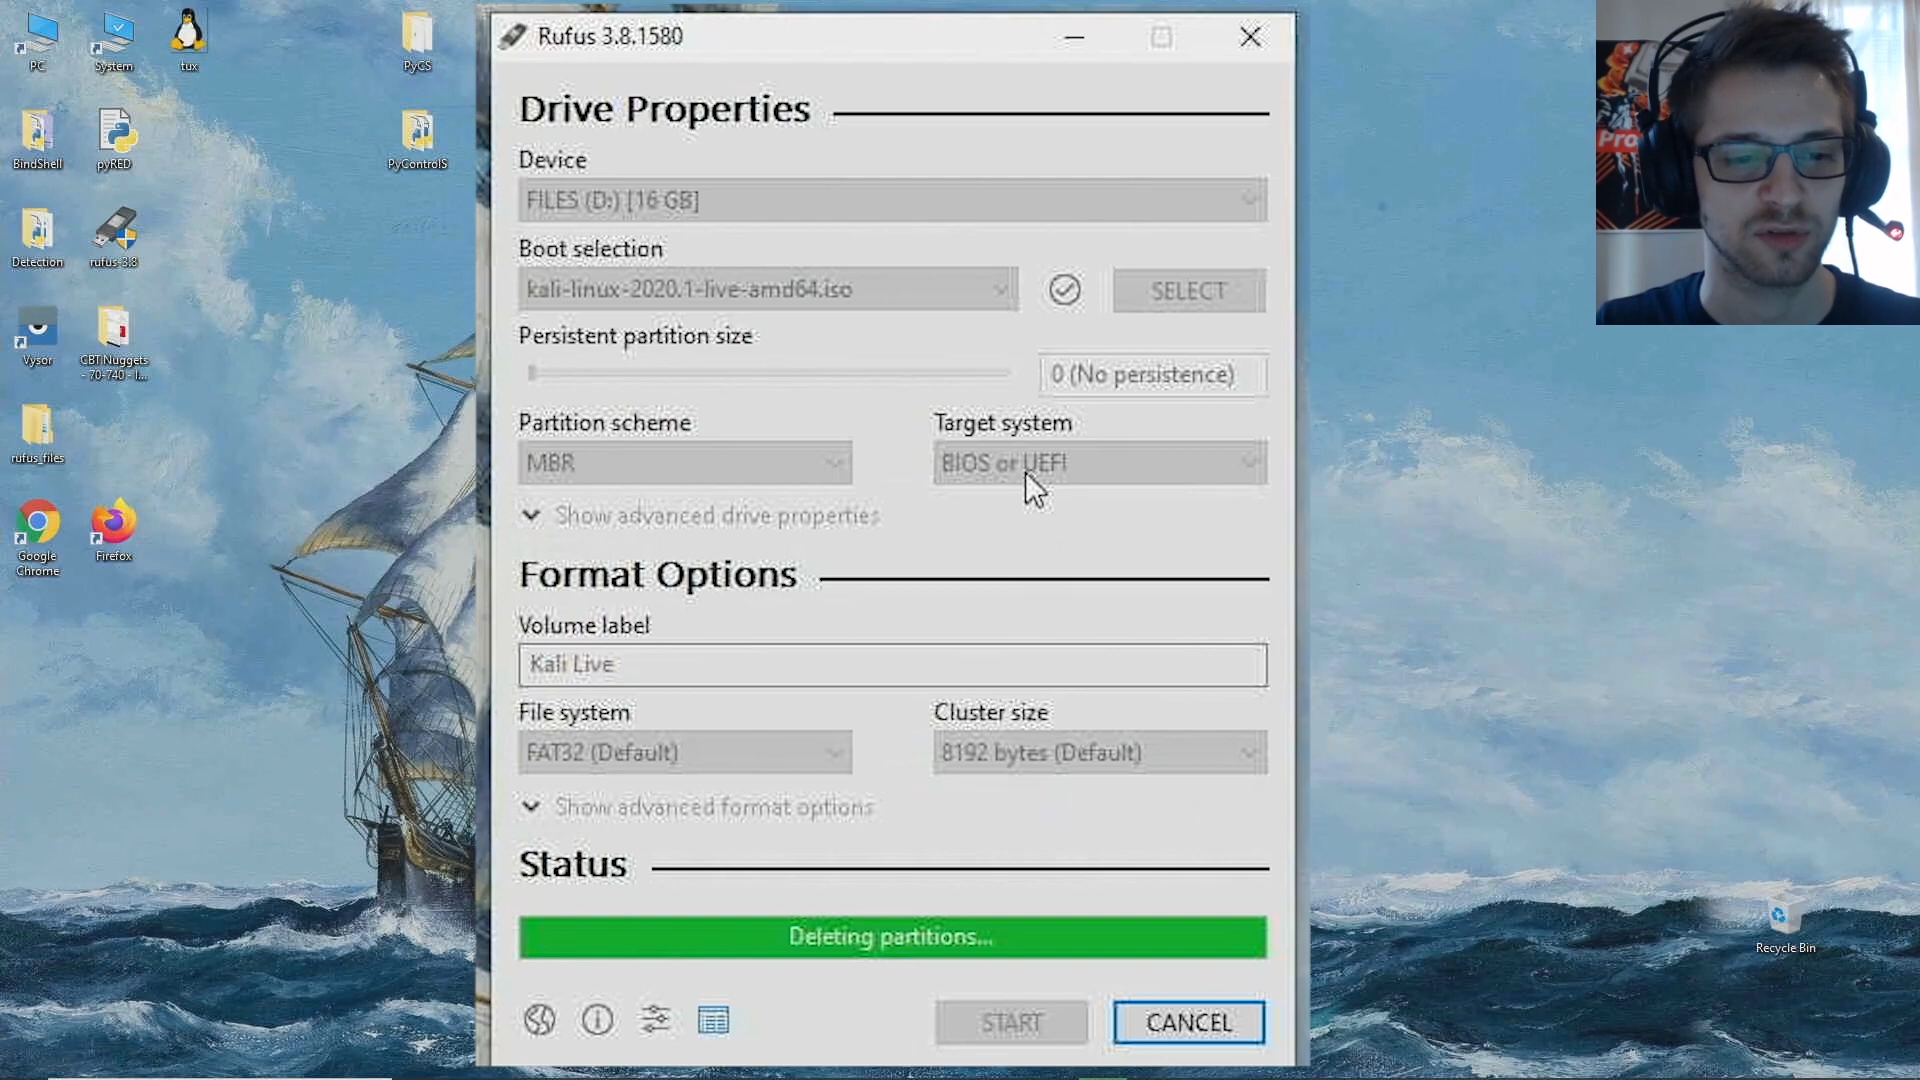 PC
System
tux
PyCS
BindShell
pyRED
PyControlS
Detection
rufus-3.8
Vysor
CBT Nuggets
- 70-740 - I...
rufus_files
Google
Chrome
Firefox
Rufus 3.8.1580
Drive Properties
Device
FILES (D:) [16 GB]
Boot selection
kali-linux-2020.1-live-amd64.iso
SELECT
Persistent partition size
0 (No persistence)
Partition scheme
Target system
MBR
BIOS or UEFI
Show advanced drive properties
Format Options
Volume label
Kali Live
File system
Cluster size
FAT32 (Default)
8192 bytes (Default)
Show advanced format options
Status
Deleting partitions...
START
CANCEL
Pro
Recycle Bin